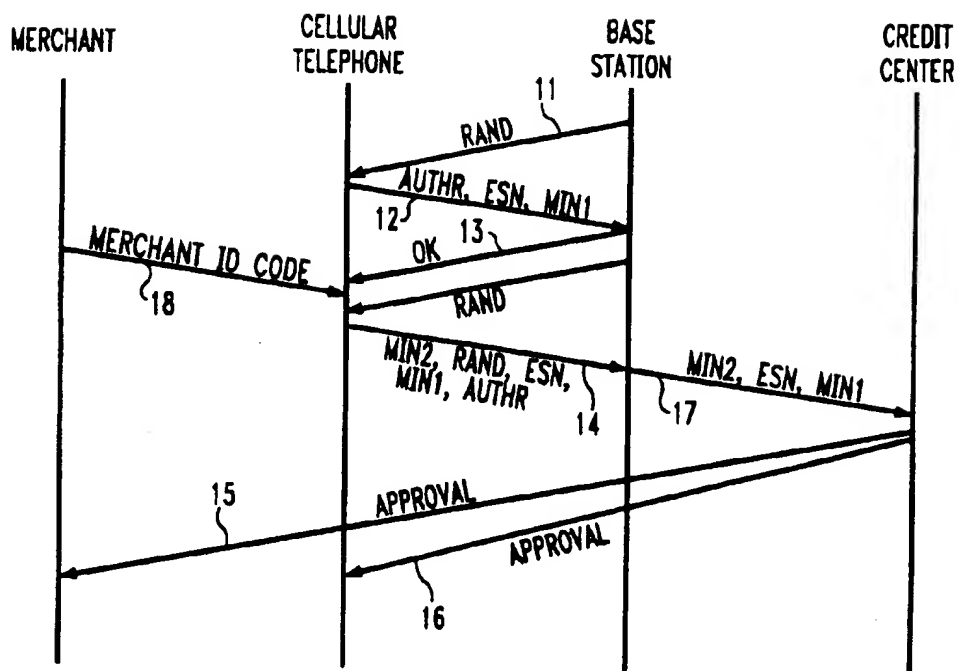 MERCHANT
CELLULAR
TELEPHONE
BASE
STATION
CREDIT
CENTER
11
RAND
AUTHR, ESN, MIN1
12
13
OK
MERCHANT ID CODE
18
RAND
MIN2, RAND, ESN,
MIN1, AUTHR
14
MIN2, ESN, MIN1
17
15
APPROVAL
APPROVAL
16